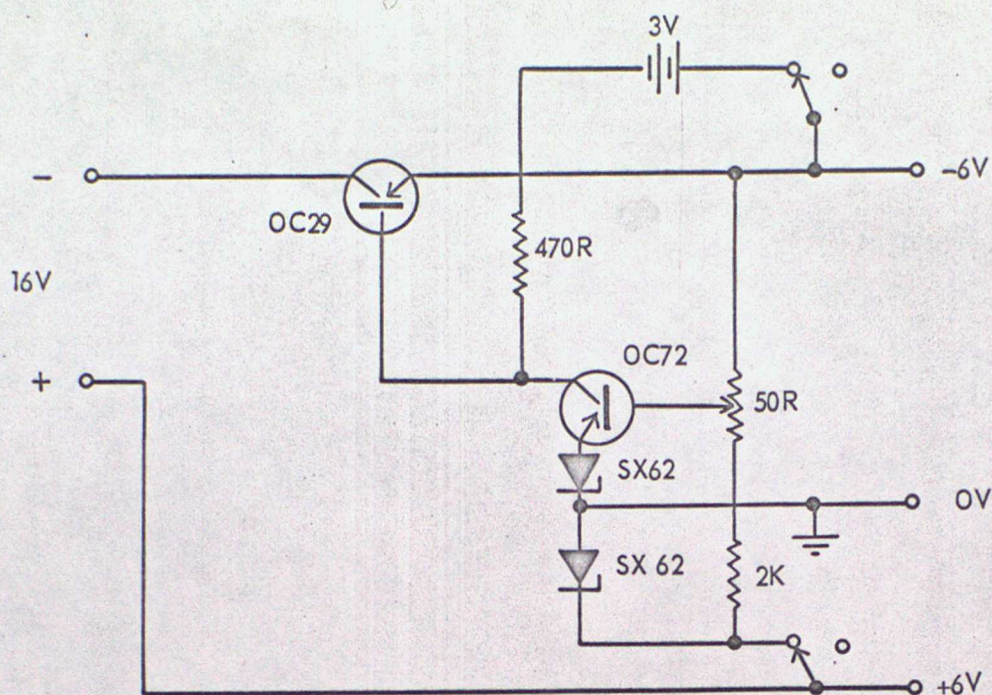 3V
−
−6V
OC29
470R
16V
OC72
+
50R
SX62
0V
SX 62
2K
+6V